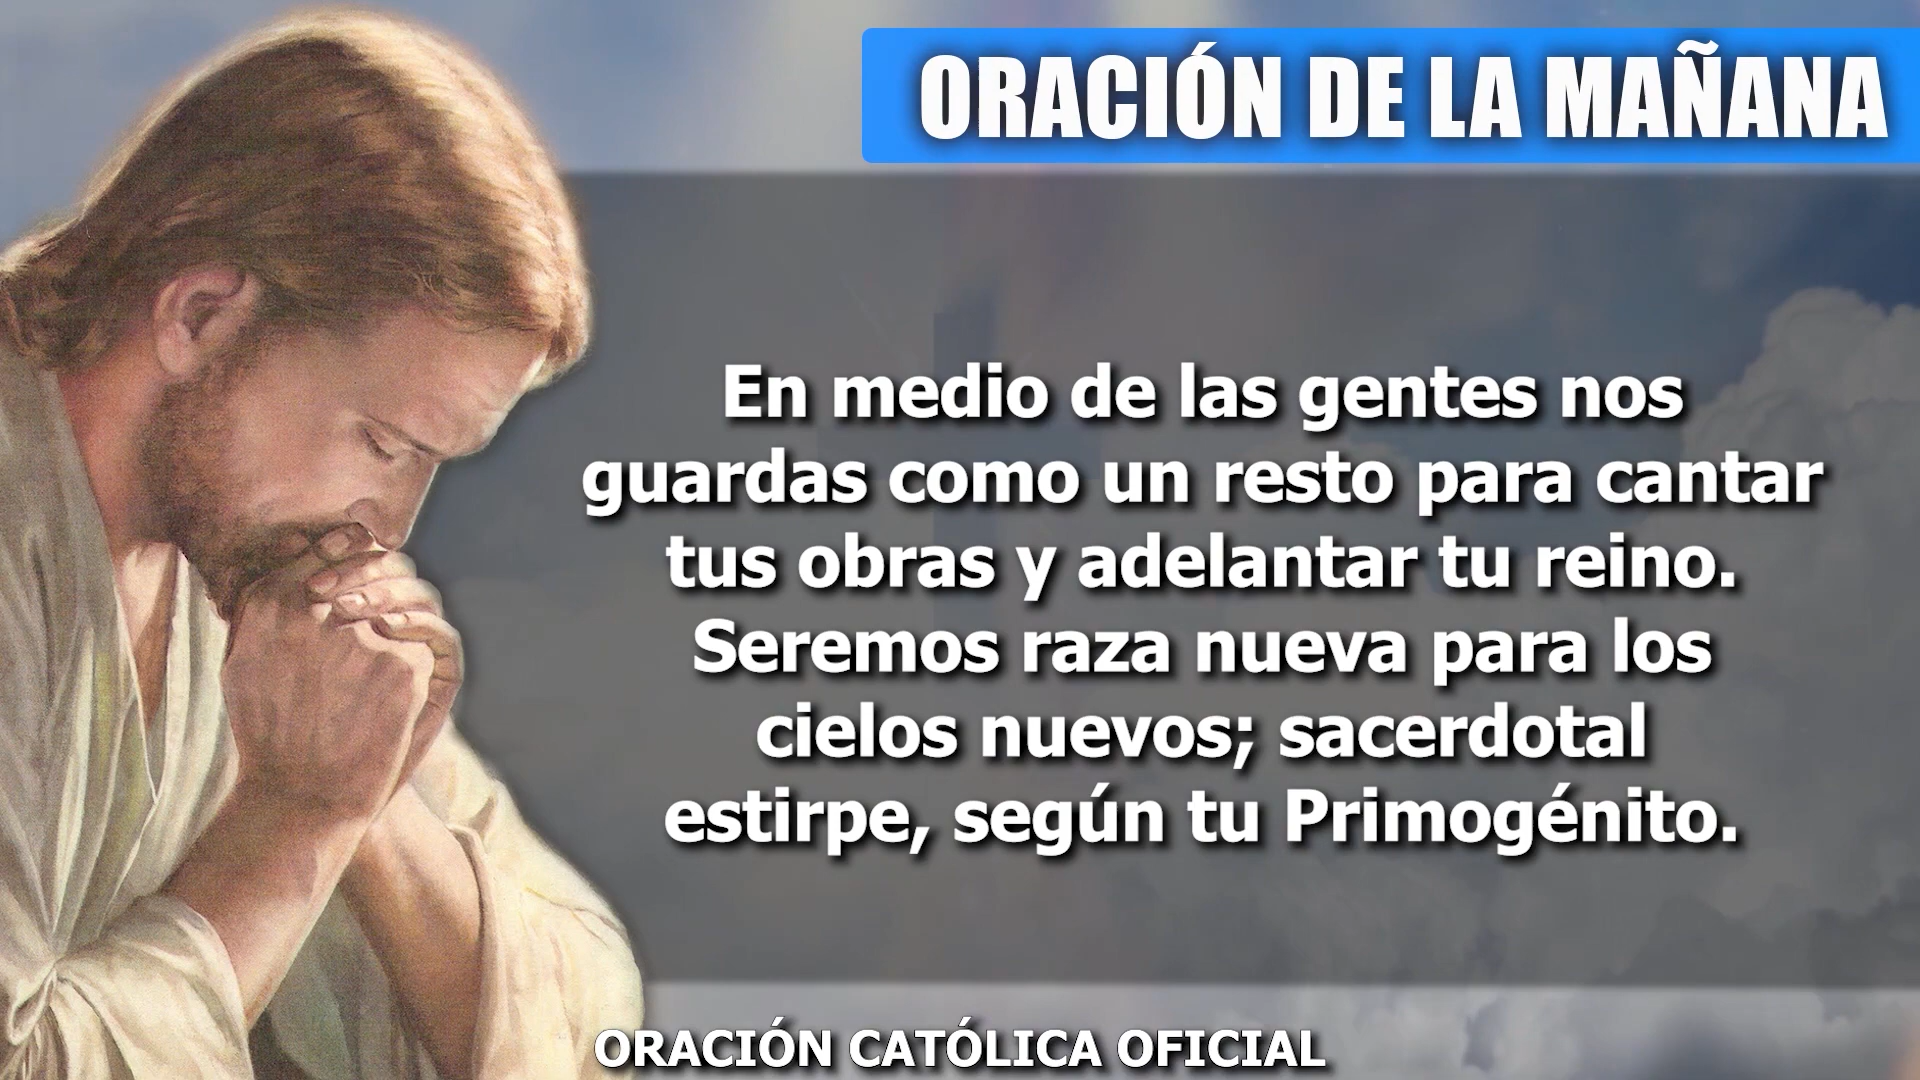 ORACIÓN DE LA MAÑANA
En medio de las gentes nos
guardas como un resto para cantar
tus obras y adelantar tu reino.
Seremos raza nueva para los
cielos nuevos; sacerdotal
estirpe, según tu Primogénito.
ORACIÓN CATÓLICA OFICIAL